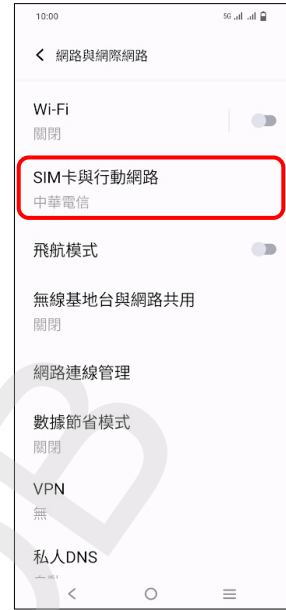 10:00
5G
網路與網際網路
Wi-Fi
關閉
SIM卡與行動網路
中華電信
飛航模式
無線基地台與網路共用
關閉
網路連線管理
數據節省模式
關閉
VPN
無
私人DNS